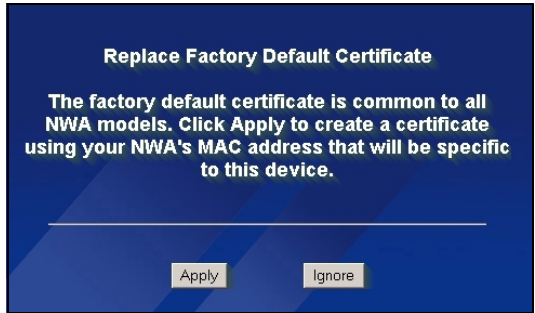 Replace Factory Default Certificate
The factory default certificate is common to all
NWA models. Click Apply to create a certificate
using your NWA's MAC address that will be specific
to this device.
Apply
Ignore